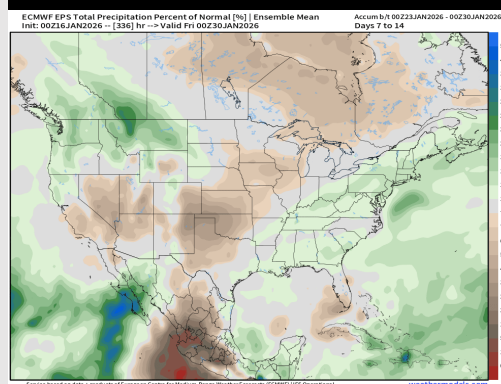 ECMWF EPS Total Precipitation Percent of Normal [%] | Ensemble Mean
Init: 00Z16JAN2026 -- [336] hr --> Valid Fri 00Z30JAN2026
Accum b/t 00Z23JAN2026 - 00Z30JAN2026
Days 7 to 14
weathermodels.com